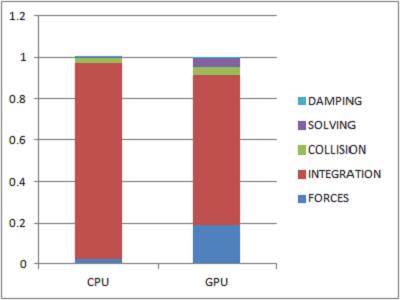 1.2
1
0.8
0.6
0.4
0.2
0
CPU
GPU
DAMPING
SOLVING
COLLISION
INTEGRATION
FORCES